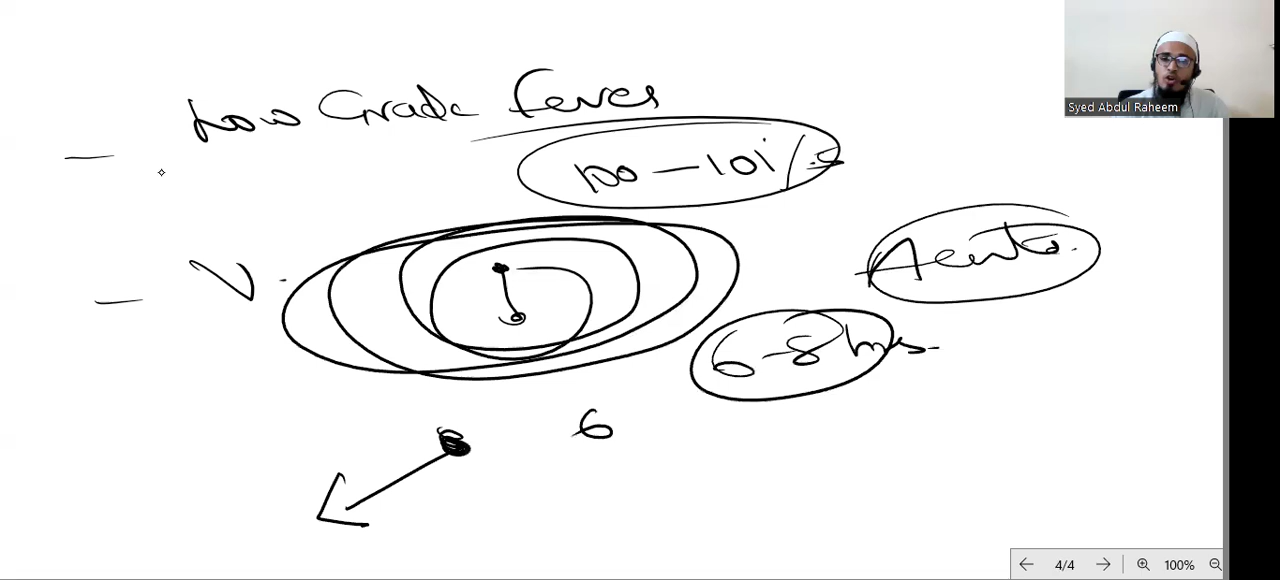 Low Grade fever
Syed Abdul Raheem
100 – 101
V.
Acute.
6-8 hrs.
6
4/4
100%